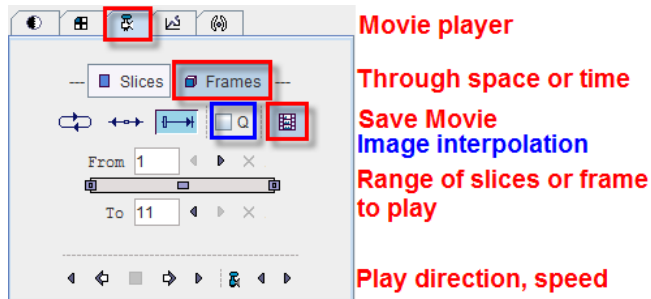 Movie player
--- Slices Frames ---
Through space or time
Q
Save Movie
Image interpolation
From 1
Range of slices or frame
to play
To 11
Play direction, speed